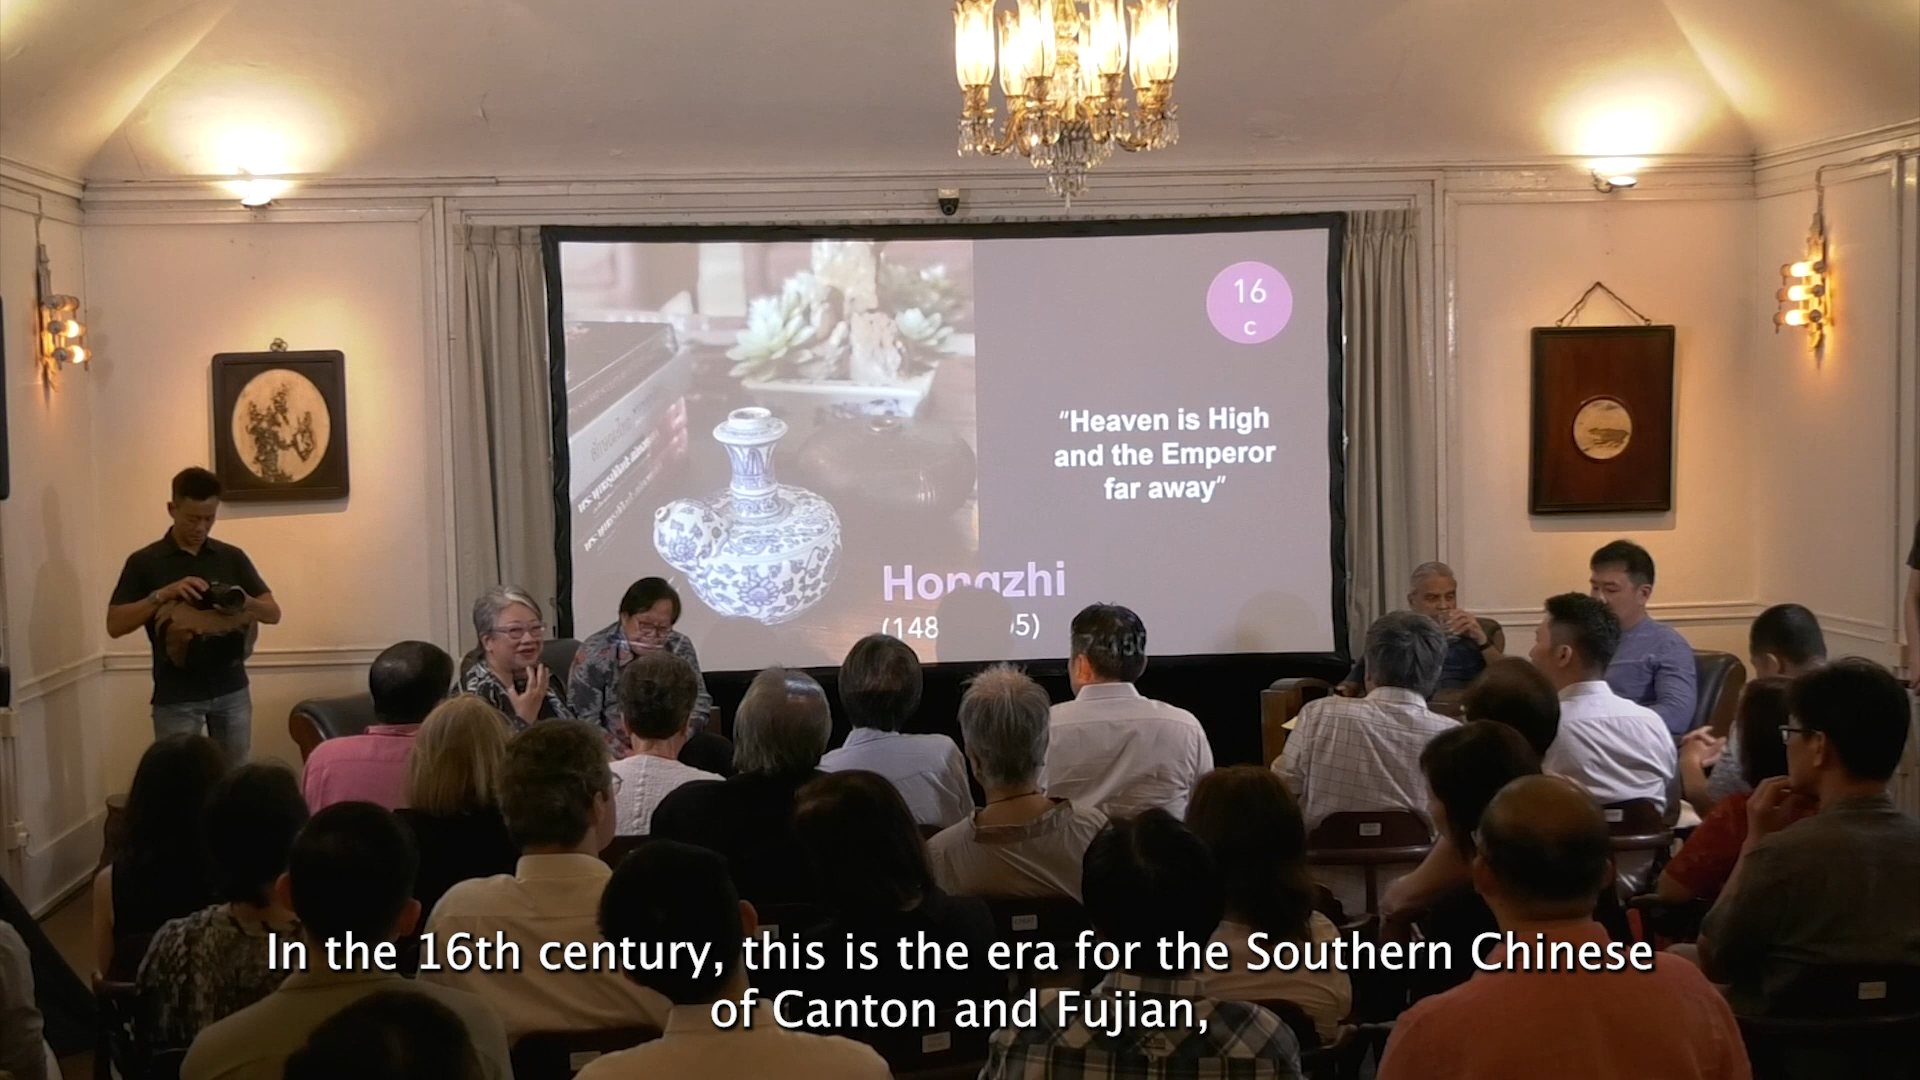 16
c
"Heaven is High
and the Emperor
far away"
Hongzhi
In the 16th century, this is the era for the Southern Chinese
of Canton and Fujian,